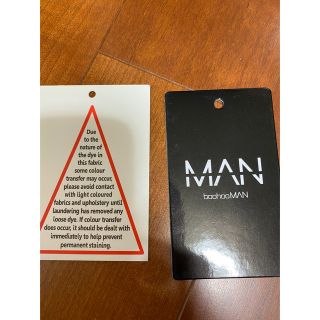 Due
to the
nature of
the dye in
this fabric
some colour
transfer may occur,
please avoid contact
with light coloured
fabrics and upholstery until
laundering has removed any
loose dye. If colour transfer
does occur, it should be dealt with
immediately to help prevent
permanent staining.
MAN
boohooMAN